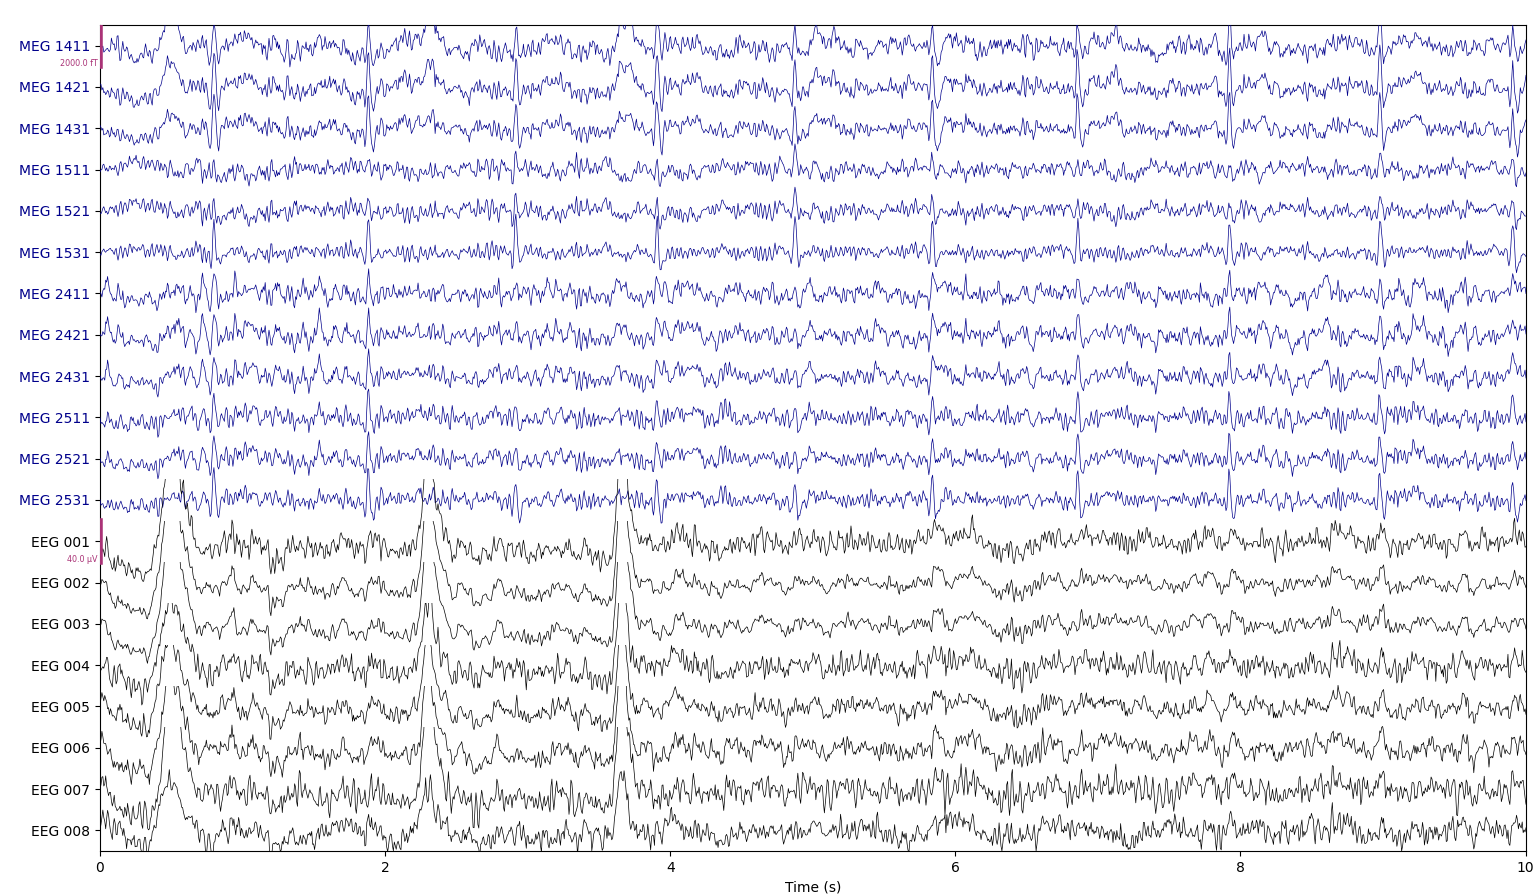 MEG 1411
2000.0 fT
MEG 1421
MEG 1431
MEG 1511
MEG 1521
MEG 1531
MEG 2411
MEG 2421
MEG 2431
MEG 2511
MEG 2521
MEG 2531
EEG 001
40.0 µV
EEG 002
EEG 003
EEG 004
EEG 005
EEG 006
EEG 007
EEG 008
0 2 4 6 8 10
Time (s)